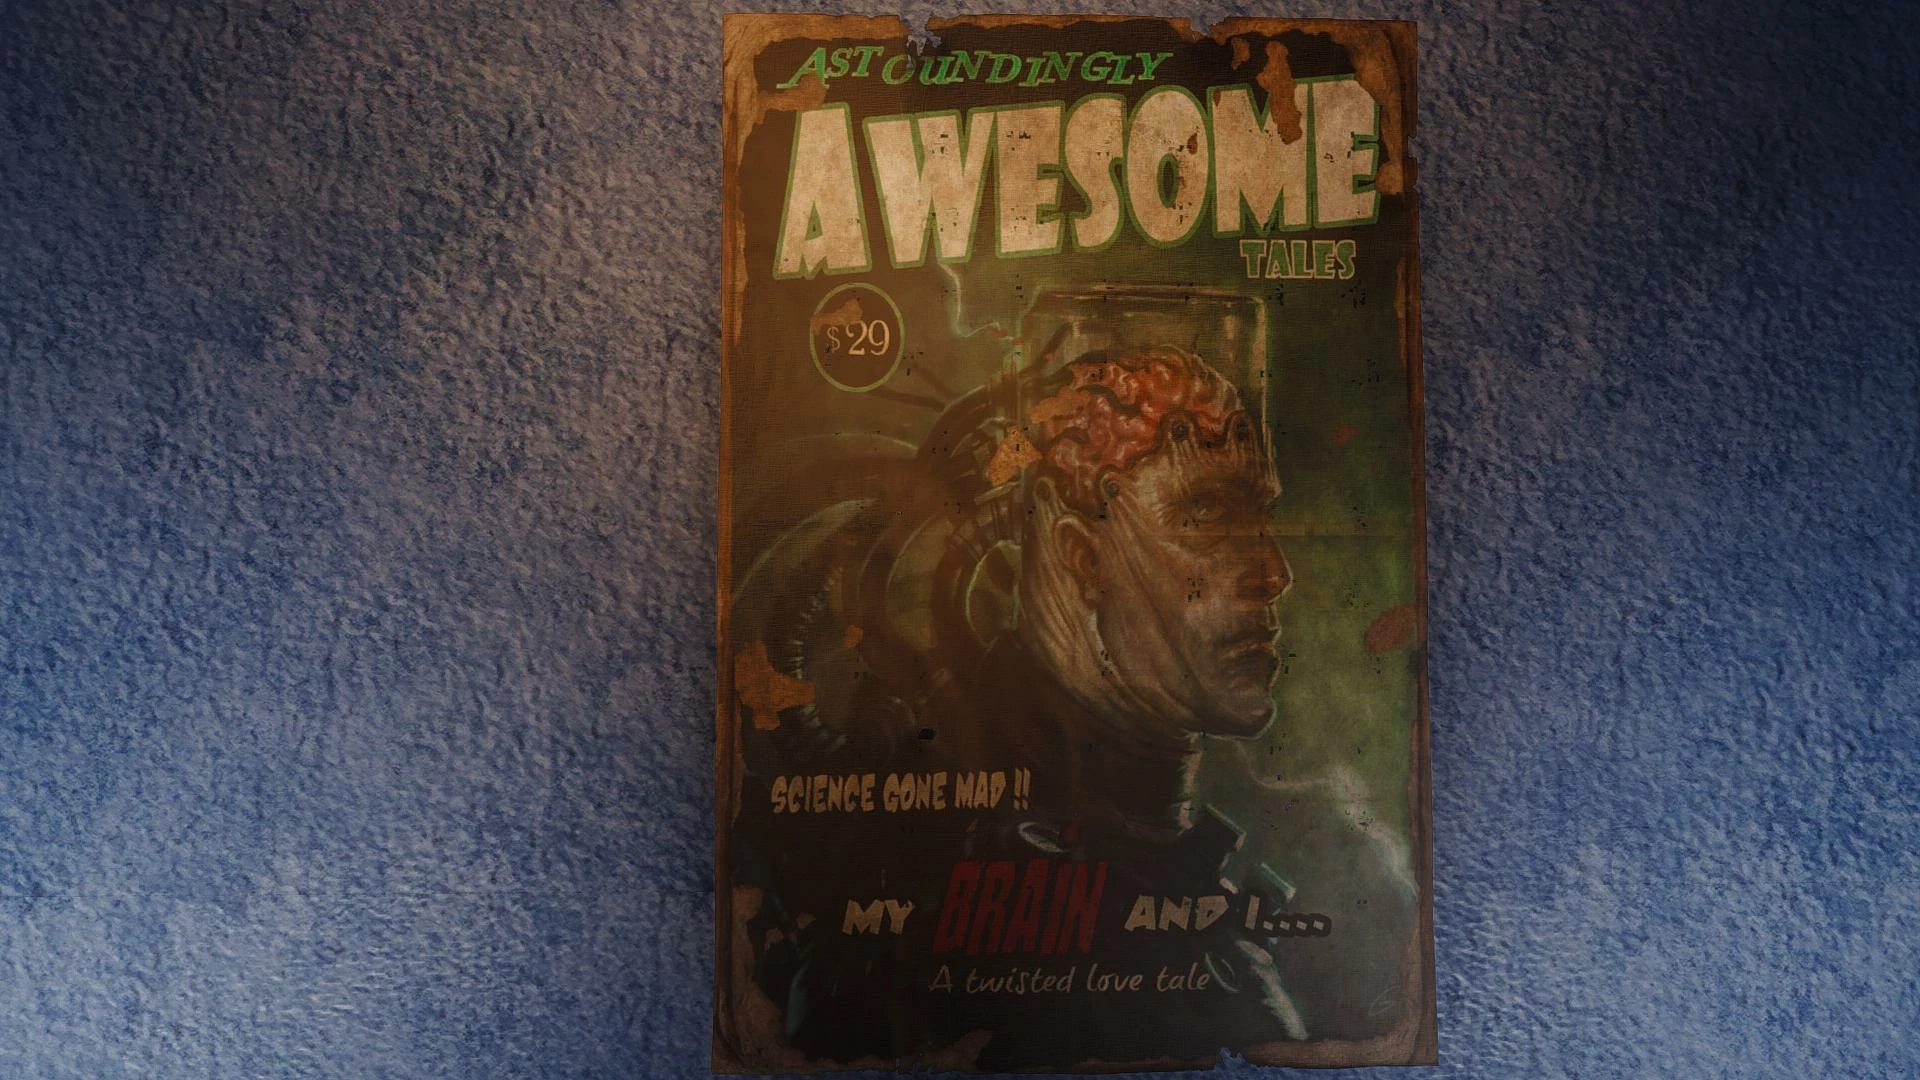 ASTOUNDINGLY
AWESOME
TALES
$29
SCIENCE GONE MAD !!
MY BRAIN AND I....
A twisted love tale